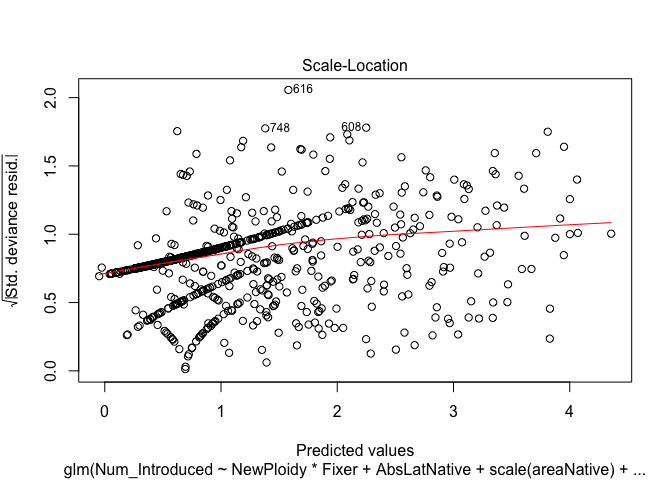 Scale-Location
√|Std. deviance resid.|
2.0
1.5
1.0
0.5
0.0
616
748
608
0 1 2 3 4
Predicted values
glm(Num_Introduced ~ NewPloidy * Fixer + AbsLatNative + scale(areaNative) + ...